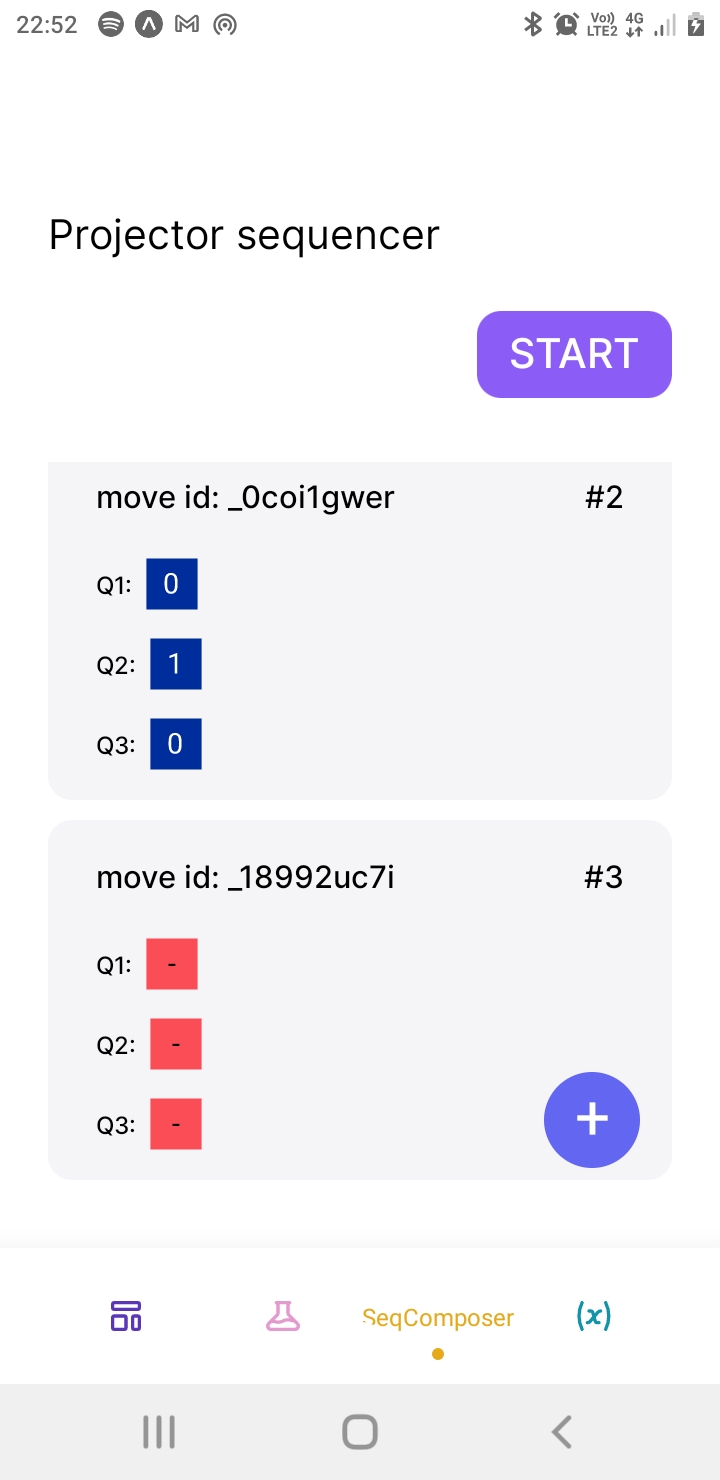 22:52 Vo) 4G
LTE2
Projector sequencer
START
move id: _0coi1gwer #2
Q1: 0
Q2: 1
Q3: 0
move id: _18992uc7i #3
Q1: -
Q2: -
Q3: -
+
SeqComposer (x)